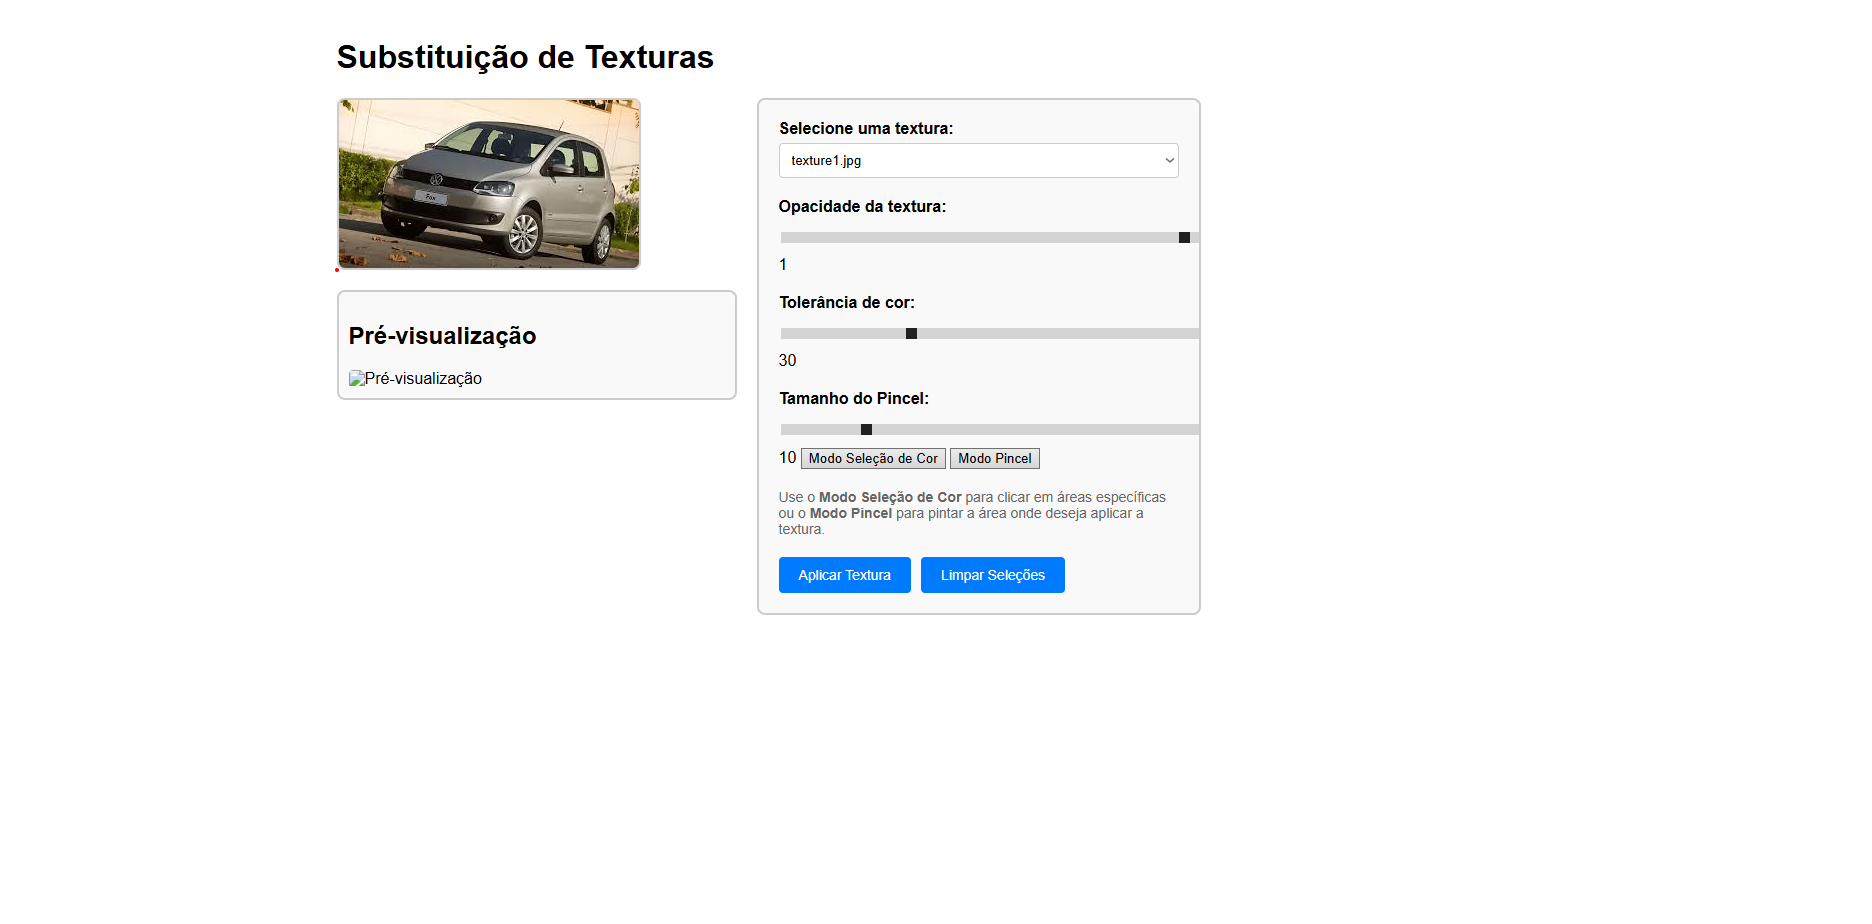 Substituição de Texturas
Fox
Pré-visualização
Pré-visualização
Selecione uma textura:
texture1.jpg
Opacidade da textura:
1
Tolerância de cor:
30
Tamanho do Pincel:
10 Modo Seleção de Cor Modo Pincel
Use o Modo Seleção de Cor para clicar em áreas específicas
ou o Modo Pincel para pintar a área onde deseja aplicar a
textura.
Aplicar Textura Limpar Seleções